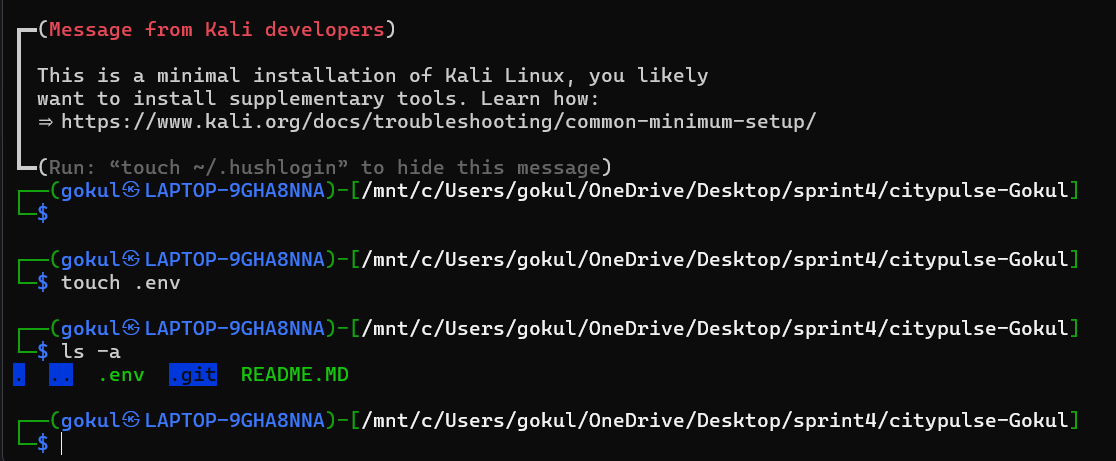 (Message from Kali developers)
This is a minimal installation of Kali Linux, you likely
want to install supplementary tools. Learn how:
⇒ https://www.kali.org/docs/troubleshooting/common-minimum-setup/
(Run: “touch ~/.hushlogin” to hide this message)
┌──(gokul㉿LAPTOP-9GHA8NNA)-[/mnt/c/Users/gokul/OneDrive/Desktop/sprint4/citypulse-Gokul]
└─$
┌──(gokul㉿LAPTOP-9GHA8NNA)-[/mnt/c/Users/gokul/OneDrive/Desktop/sprint4/citypulse-Gokul]
└─$ touch .env
┌──(gokul㉿LAPTOP-9GHA8NNA)-[/mnt/c/Users/gokul/OneDrive/Desktop/sprint4/citypulse-Gokul]
└─$ ls -a
. .. .env .git README.MD
┌──(gokul㉿LAPTOP-9GHA8NNA)-[/mnt/c/Users/gokul/OneDrive/Desktop/sprint4/citypulse-Gokul]
└─$